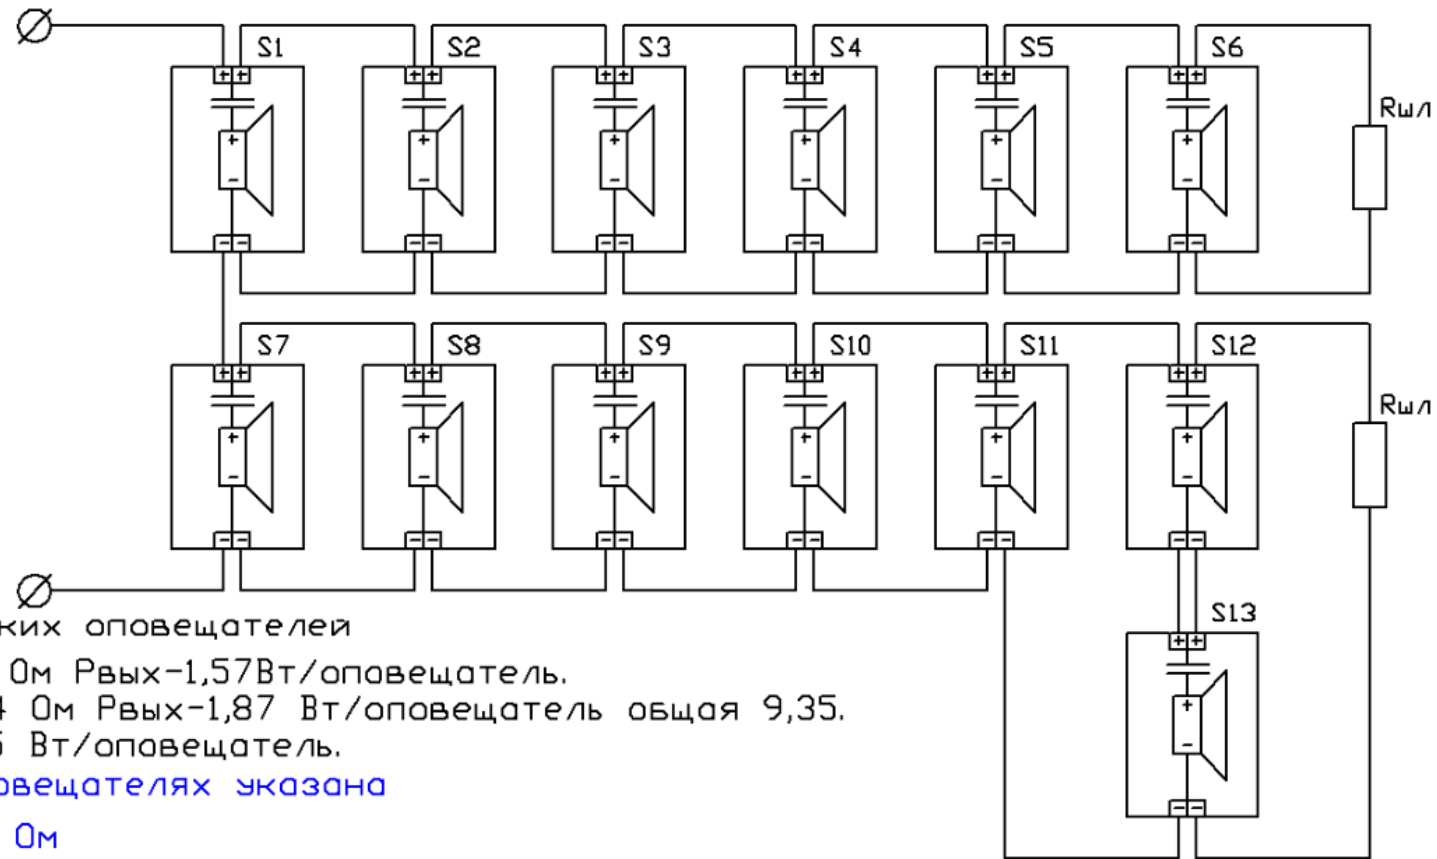 S1 S2 S3 S4 S5 S6
Rшл
S7 S8 S9 S10 S11 S12
Rшл
S13
ких оповещателей
Ом Рвых-1,57Вт/оповещатель.
4 Ом Рвых-1,87 Вт/оповещатель общая 9,35.
Вт/оповещатель.
овещателях указана
Ом